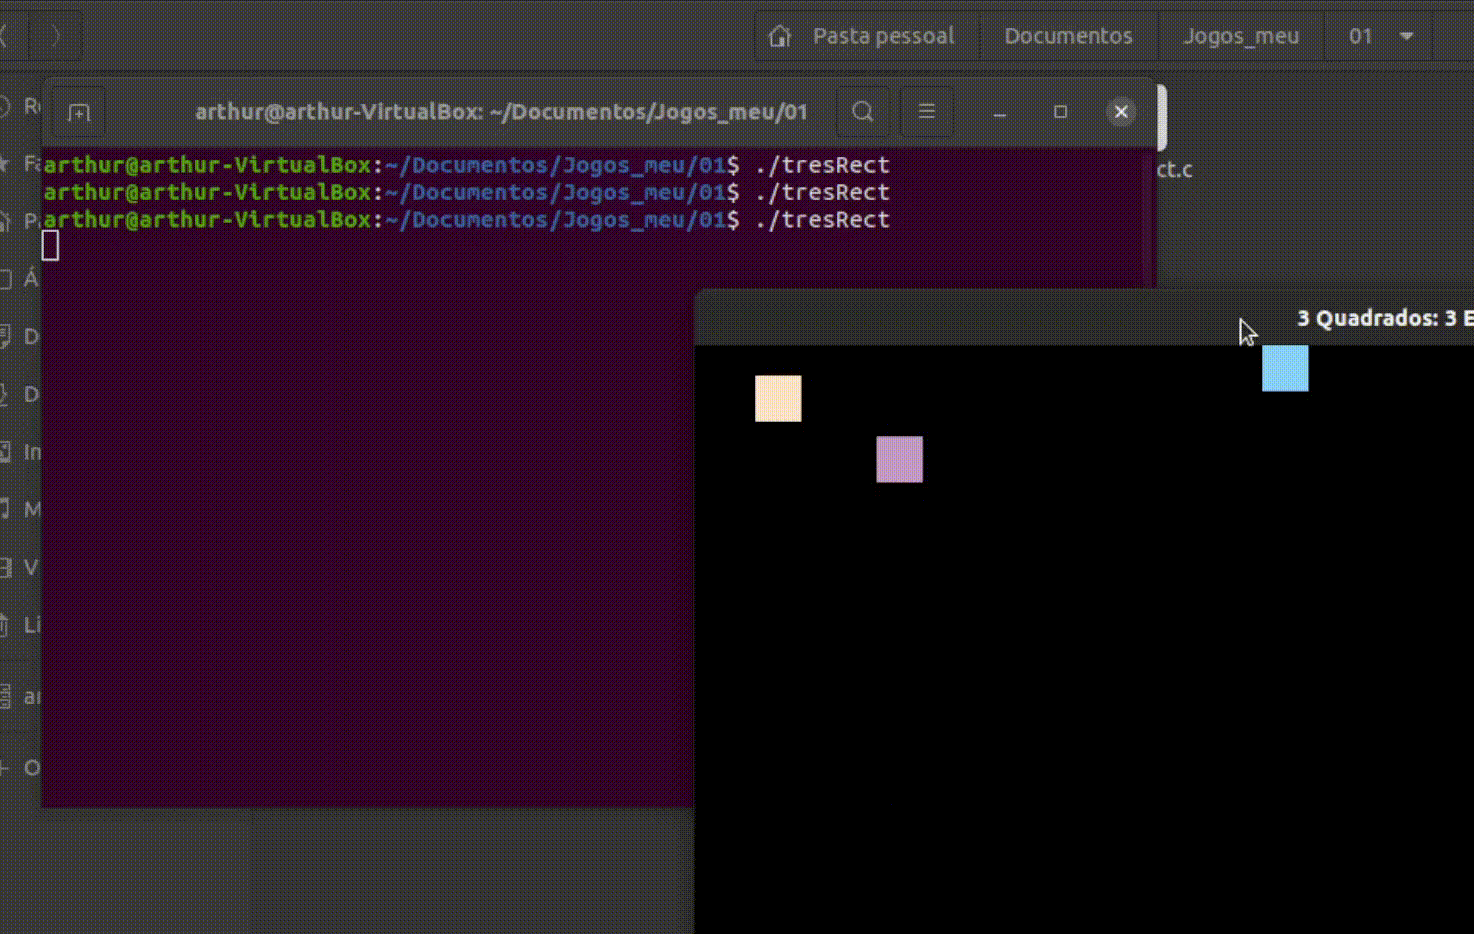 Pasta pessoal Documentos Jogos_meu 01
arthur@arthur-VirtualBox: ~/Documentos/Jogos_meu/01
arthur@arthur-VirtualBox:~/Documentos/Jogos_meu/01$ ./tresRect
arthur@arthur-VirtualBox:~/Documentos/Jogos_meu/01$ ./tresRect
arthur@arthur-VirtualBox:~/Documentos/Jogos_meu/01$ ./tresRect
ct.c
3 Quadrados: 3 E
R
Fa
P
Á
D
D
In
M
V
Li
ar
O